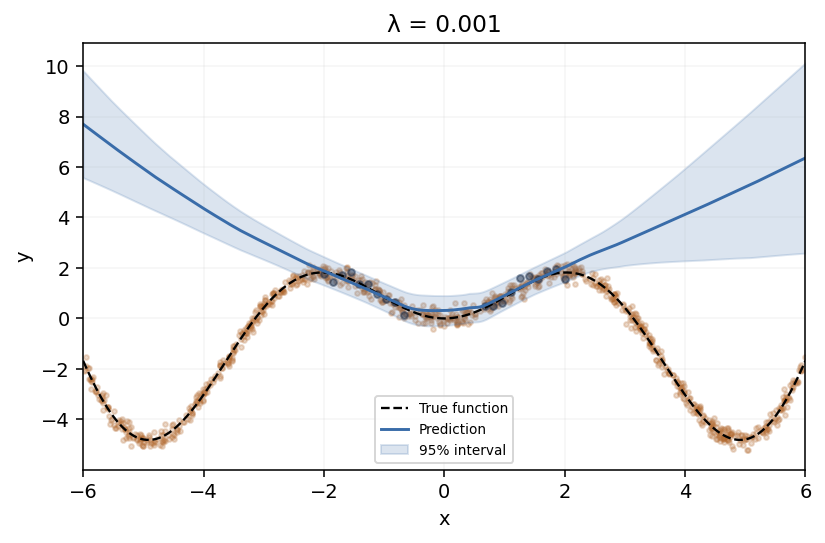 λ = 0.001
y
10
8
6
4
2
0
−2
−4
−6
−4
−2
0
2
4
6
x
True function
Prediction
95% interval